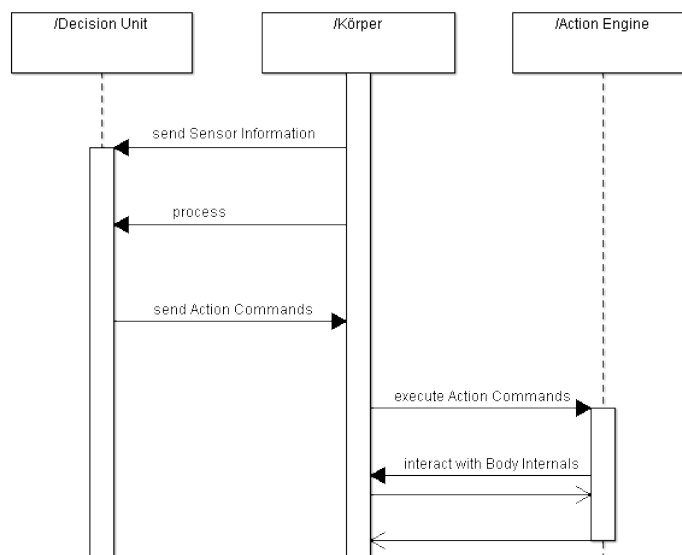 /Decision Unit
/Körper
/Action Engine
send Sensor Information
process
send Action Commands
execute Action Commands
interact with Body Internals